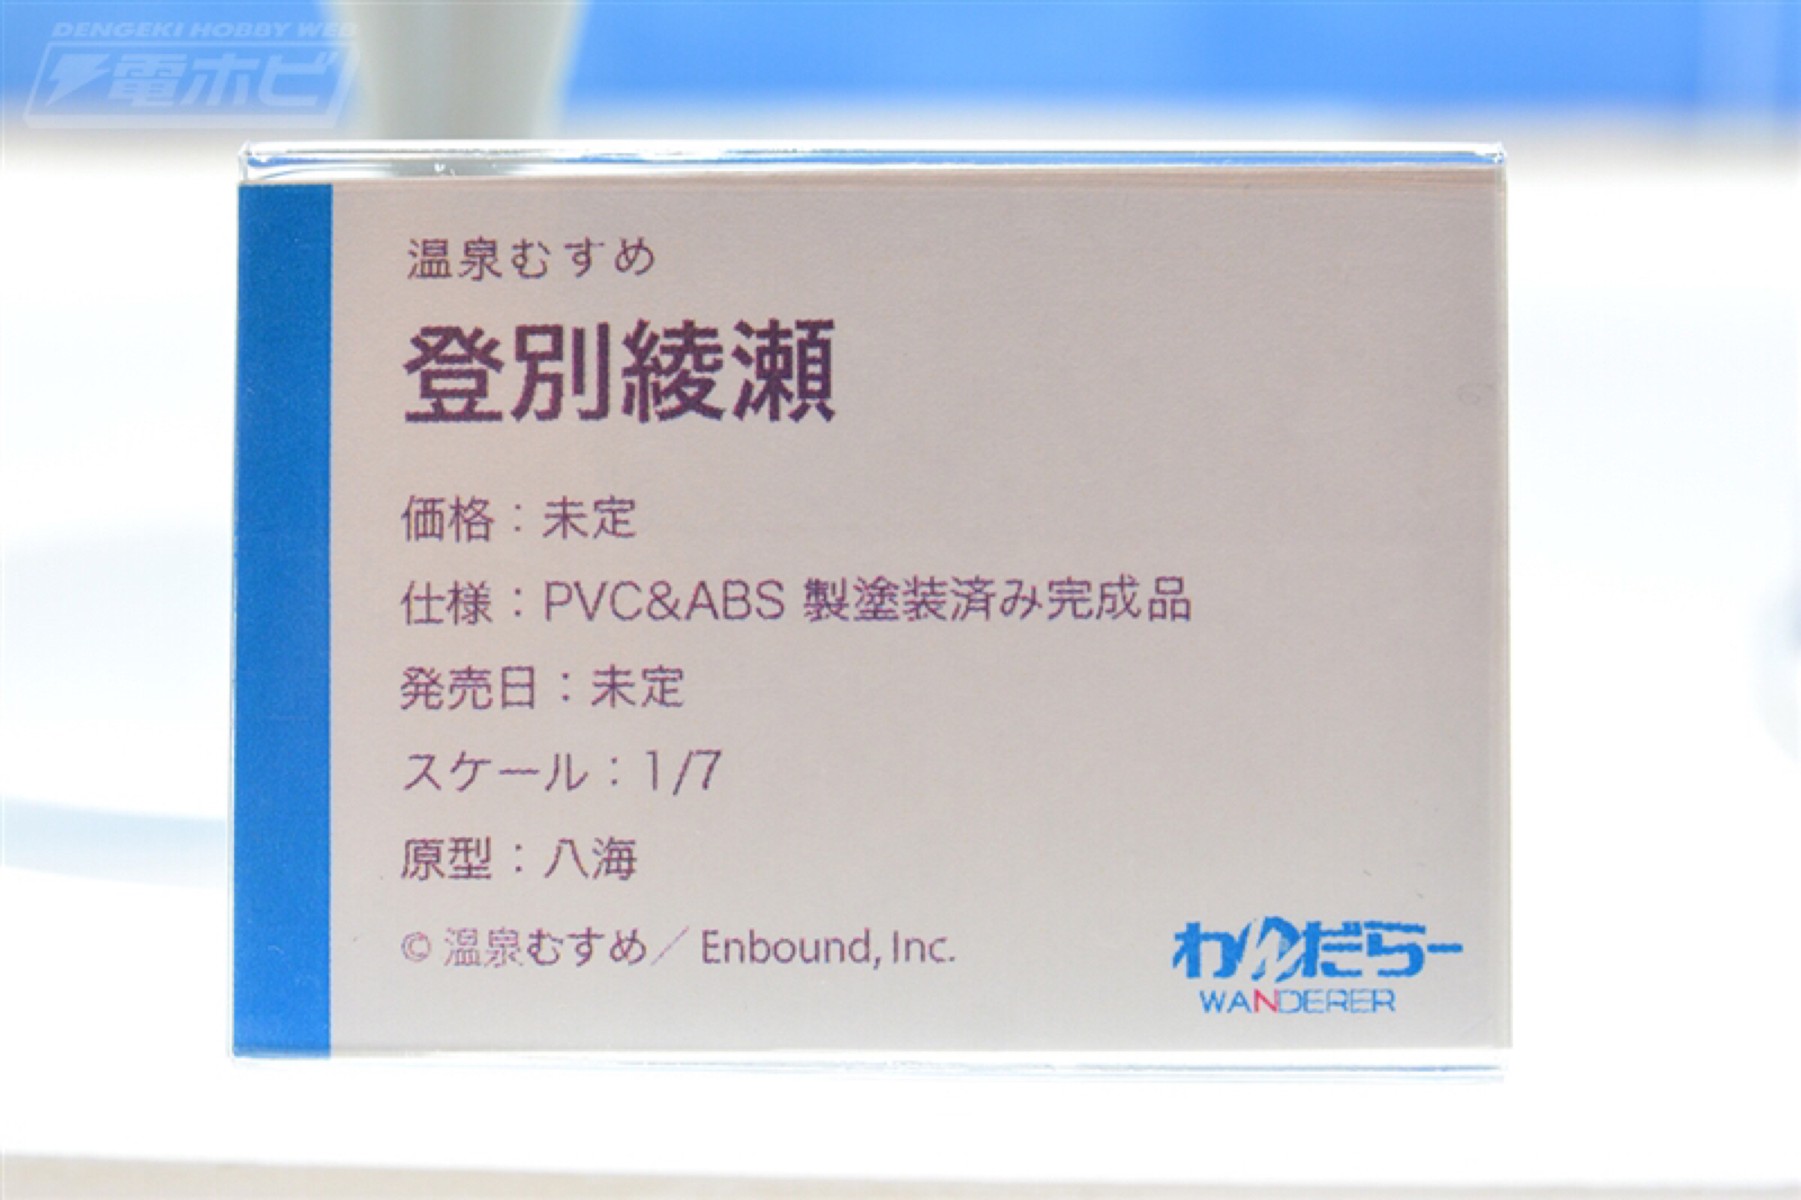 DENGEKI HOBBY WEB
電ホビ
温泉むすめ
登別綾瀬
価格：未定
仕様：PVC&ABS 製塗装済み完成品
発売日：未定
スケール：1/7
原型：八海
© 温泉むすめ／Enbound, Inc.
わんだらー
WANDERER